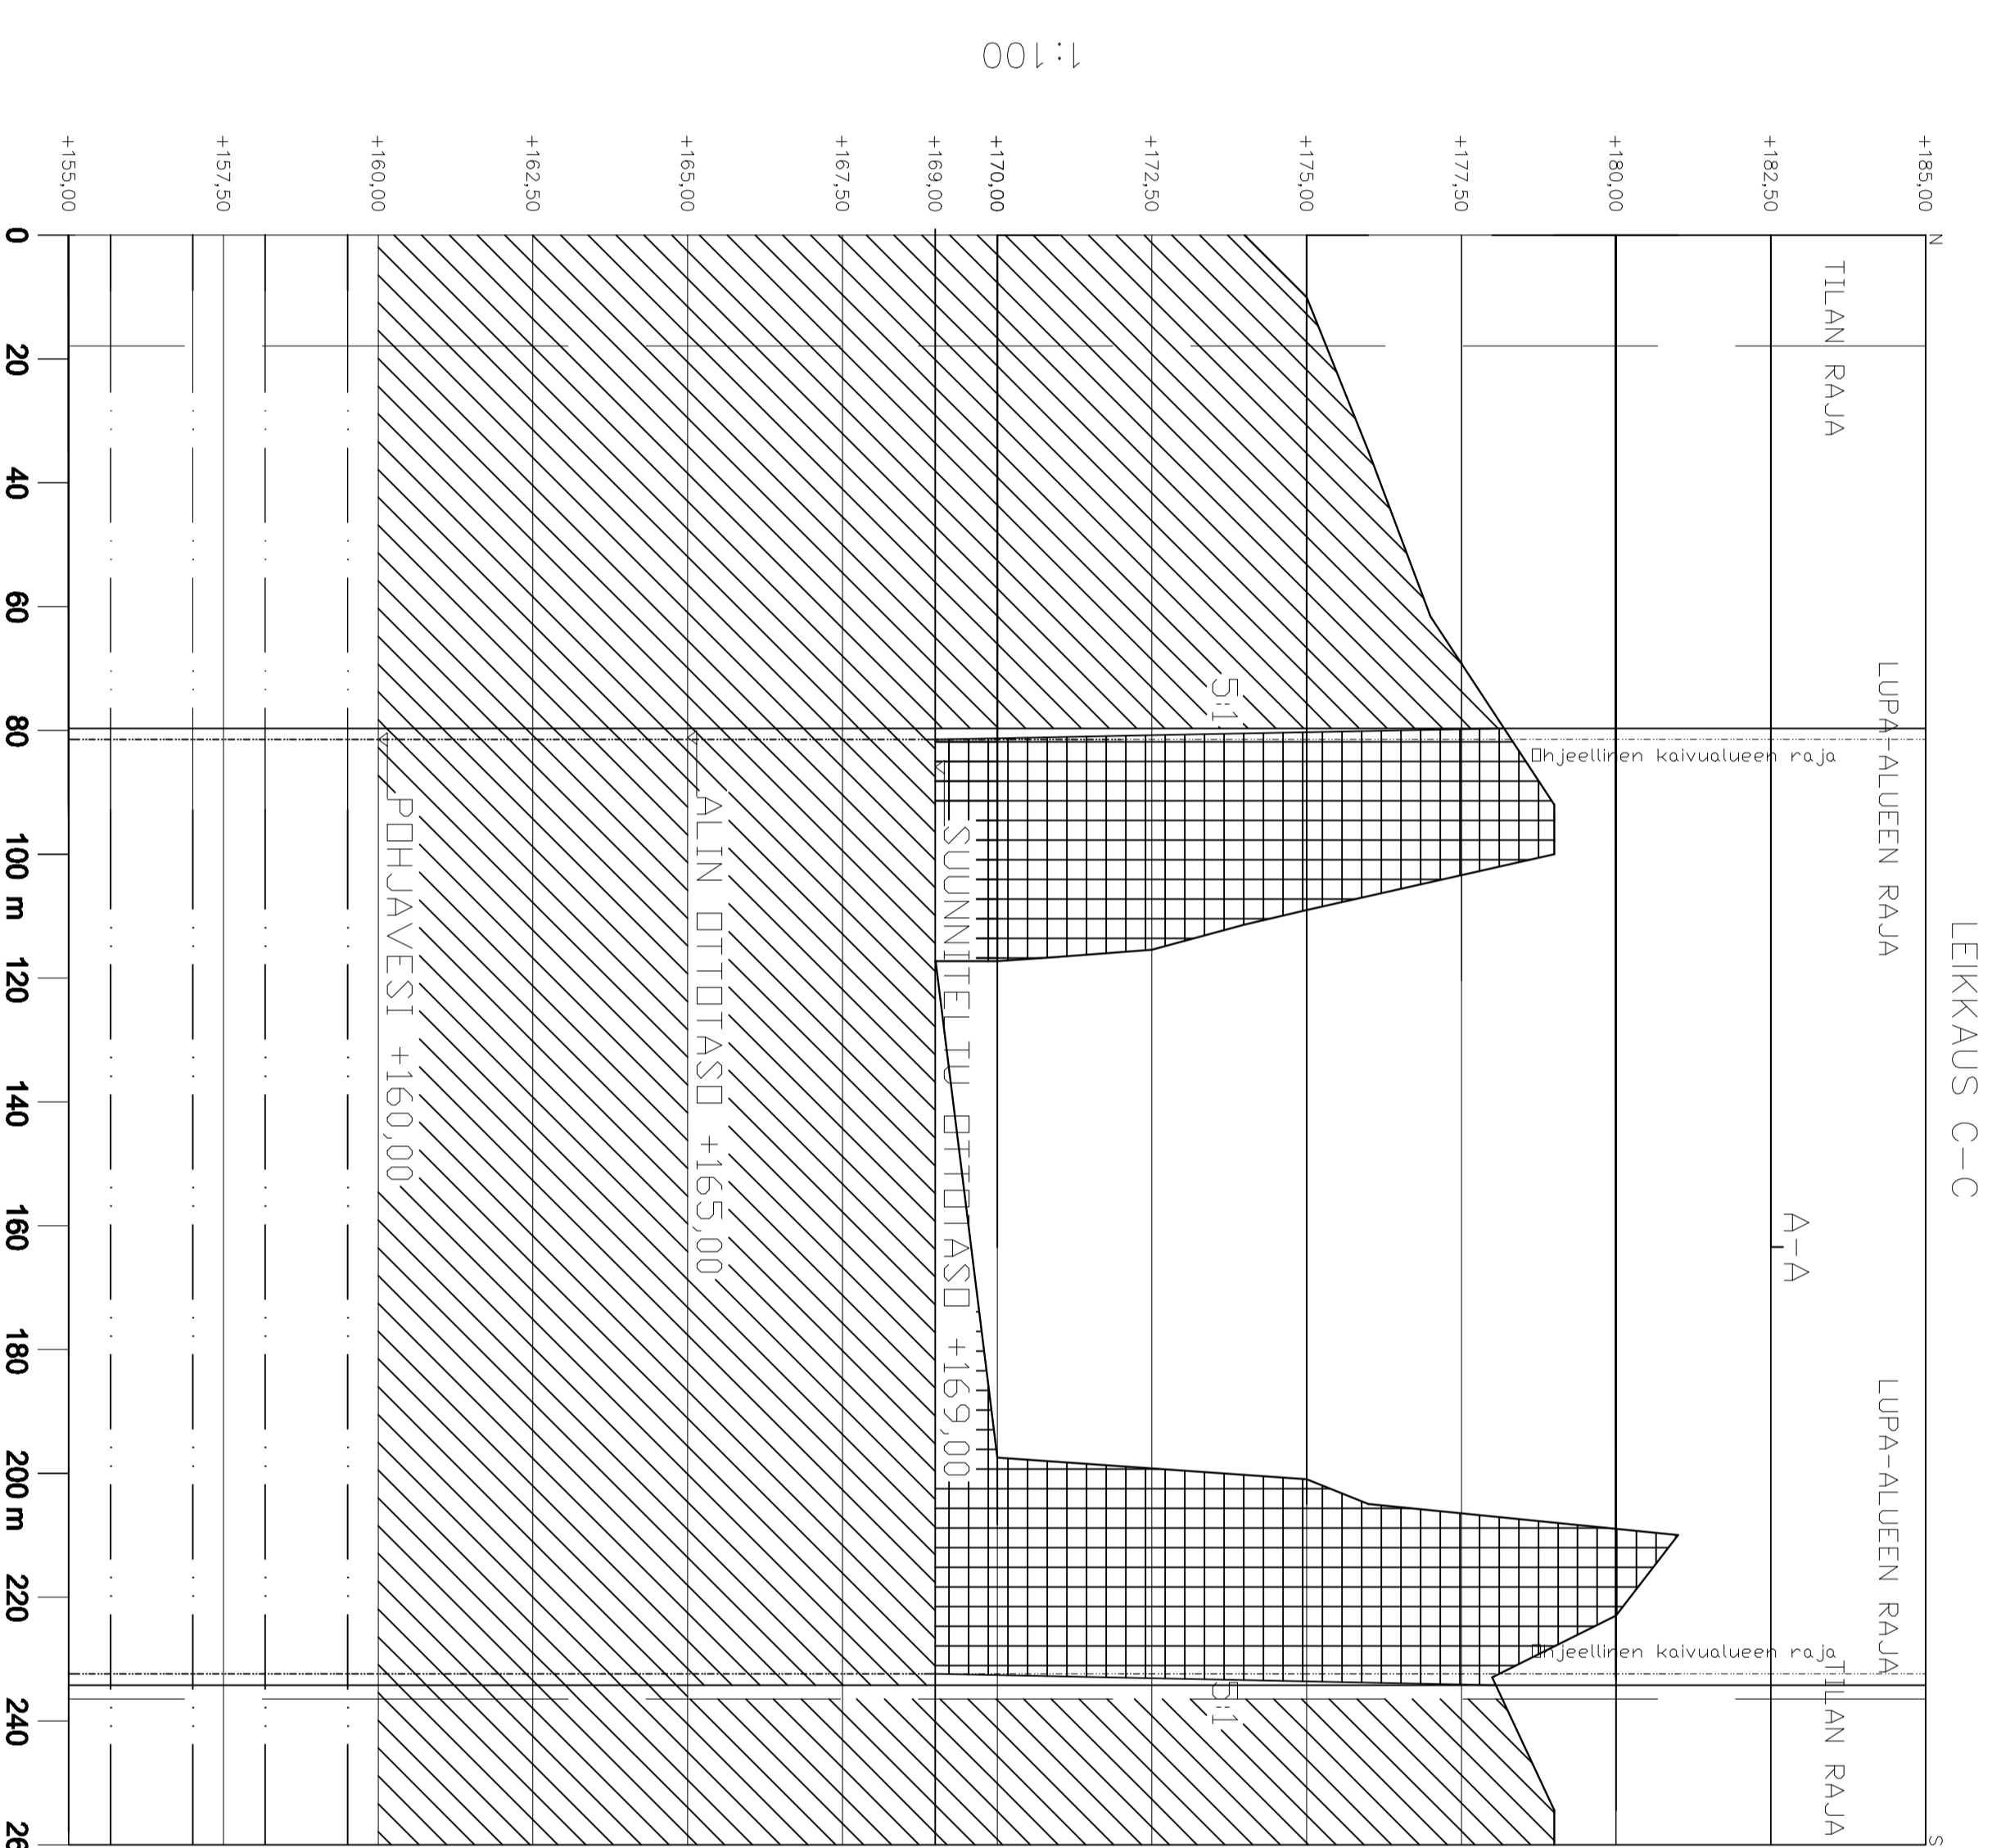 LEIKKAUS C-C
N
S
LUPA-ALUEEN RAJA
LUPA-ALUEEN RAJA
TILAN RAJA
TILAN RAJA
A-A
Ohjeellinen kaivualueen raja
Ohjeellinen kaivualueen raja
1:100
+185,00
+182,50
+180,00
+177,50
+175,00
+172,50
+170,00
+169,00
+167,50
+165,00
+162,50
+160,00
+157,50
+155,00
5:1
5:1
SUUNNITELTU OTTOTASO +169,00
ALIN OTTOTASO +165,00
POHJAVESI +160,00
0 20 40 60 80 100 m 120 140 160 180 200 m 220 240 26